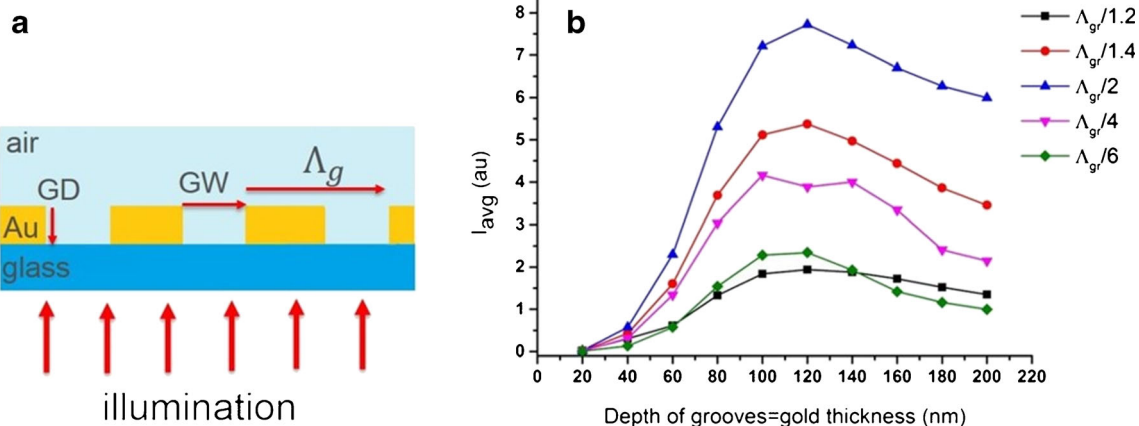 a
air
GD
GW
Λg
Au
glass
illumination
b
Iavg (au)
8
7
6
5
4
3
2
1
0
0 20 40 60 80 100 120 140 160 180 200 220
Depth of grooves=gold thickness (nm)
Λgr/1.2
Λgr/1.4
Λgr/2
Λgr/4
Λgr/6